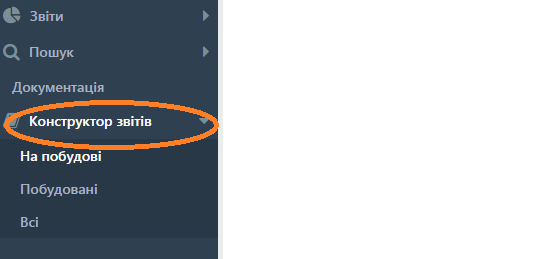 Звіти
Пошук
Документація
Конструктор звітів
На побудові
Побудовані
Всі